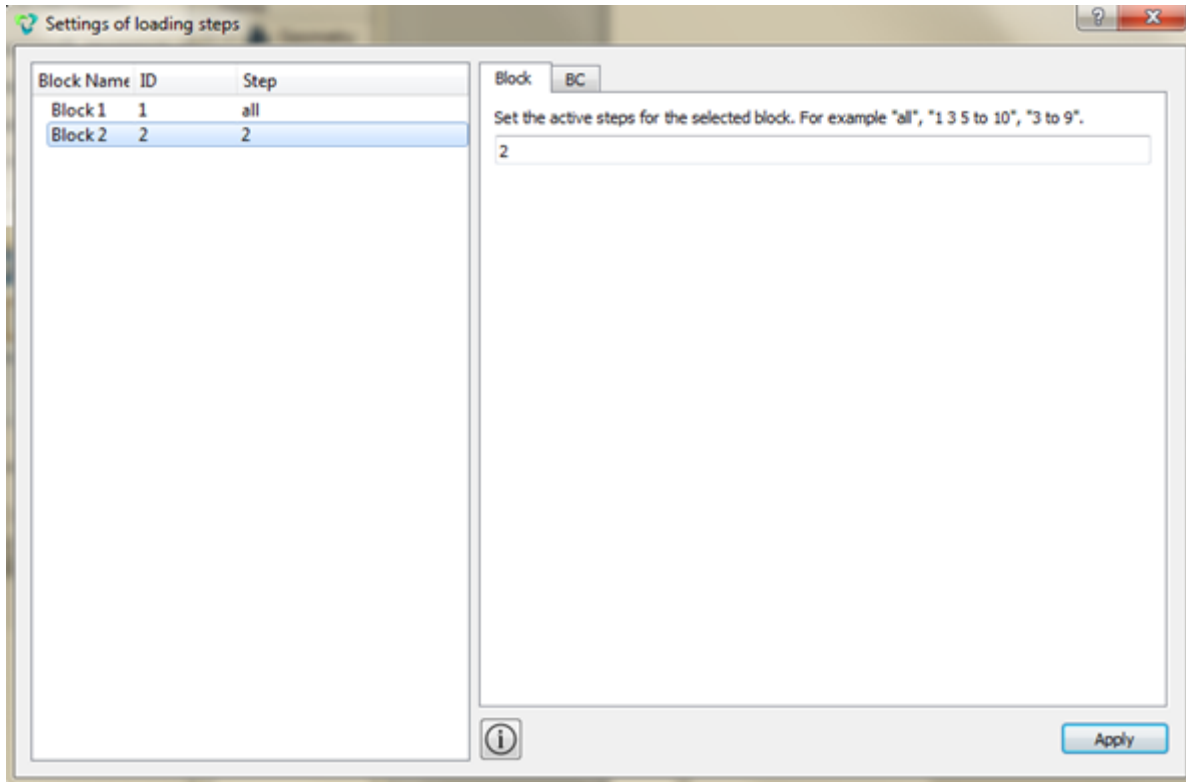 Settings of loading steps
Block Name ID Step
Block 1 1 all
Block 2 2 2
Block BC
Set the active steps for the selected block. For example "all", "1 3 5 to 10", "3 to 9".
2
Apply